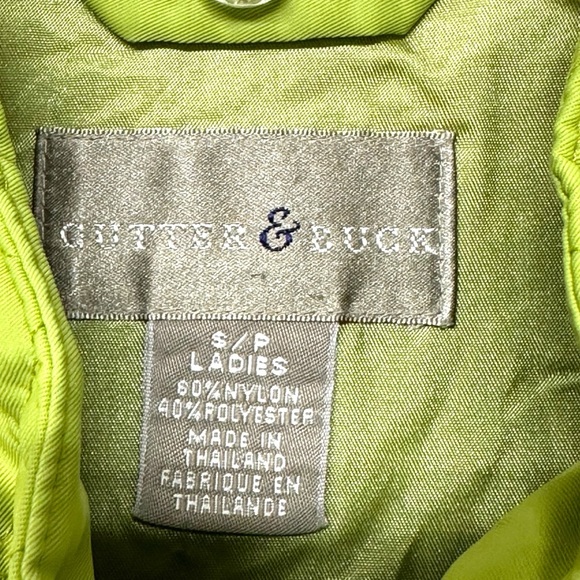 CUTTER & BUCK
S/P
LADIES
60%NYLON
40%POLYESTER
MADE IN
THAILAND
FABRIQUE EN
THAILANDE